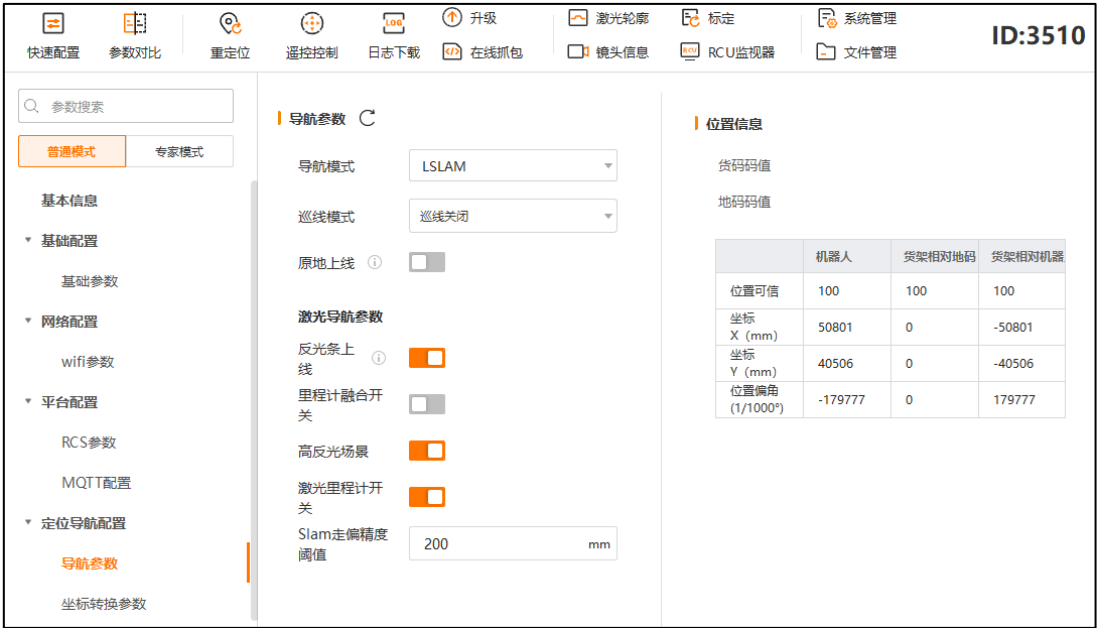 快速配置
参数对比
重定位
遥控控制
LOG
日志下载
升级
在线抓包
激光轮廓
镜头信息
标定
RCU
RCU监视器
系统管理
文件管理
ID:3510
参数搜索
普通模式
专家模式
基本信息
基础配置
基础参数
网络配置
wifi参数
平台配置
RCS参数
MQTT配置
定位导航配置
导航参数
坐标转换参数
导航参数
导航模式 LSLAM
巡线模式 巡线关闭
原地上线
激光导航参数
反光条上
线
里程计融合开
关
高反光场景
激光里程计开
关
Slam走偏精度
阈值
200 mm
位置信息
货码码值
地码码值
机器人 货架相对地码 货架相对机器
位置可信 100 100 100
坐标
X（mm） 50801 0 -50801
坐标
Y（mm） 40506 0 -40506
位置偏角
(1/1000°) -179777 0 179777